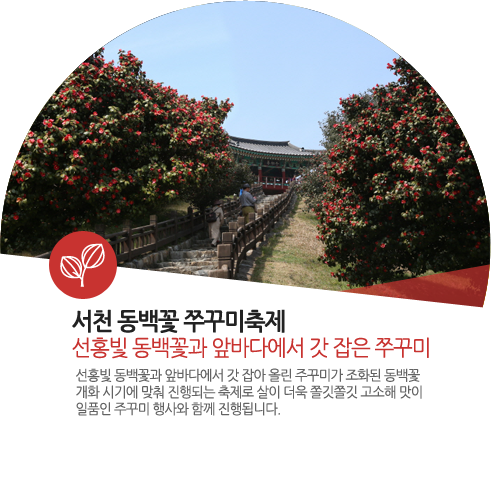 서천 동백꽃 쭈꾸미축제
선홍빛 동백꽃과 앞바다에서 갓 잡은 쭈꾸미
선홍빛 동백꽃과 앞바다에서 갓 잡아 올린 주꾸미가 조화된 동백꽃
개화 시기에 맞춰 진행되는 축제로 살이 더욱 쫄깃쫄깃 고소해 맛이
일품인 주꾸미 행사와 함께 진행됩니다.